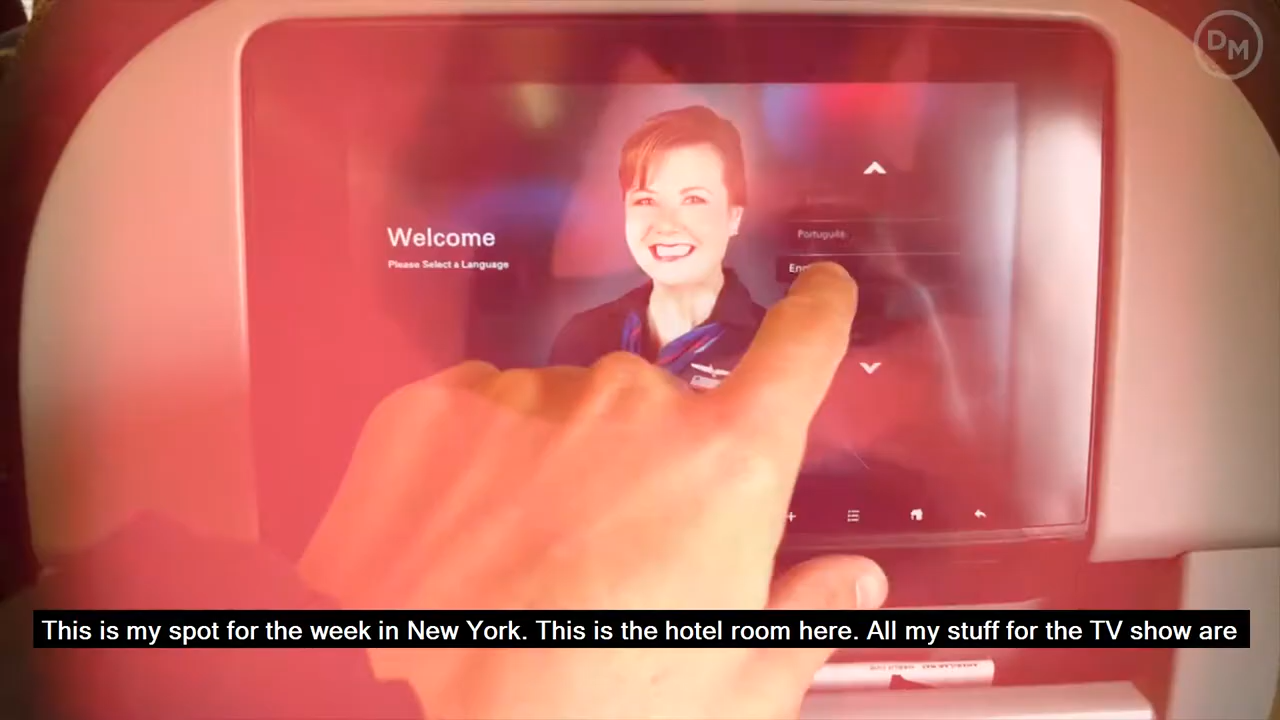 DM
Welcome
Please Select a Language
Português
This is my spot for the week in New York. This is the hotel room here. All my stuff for the TV show are